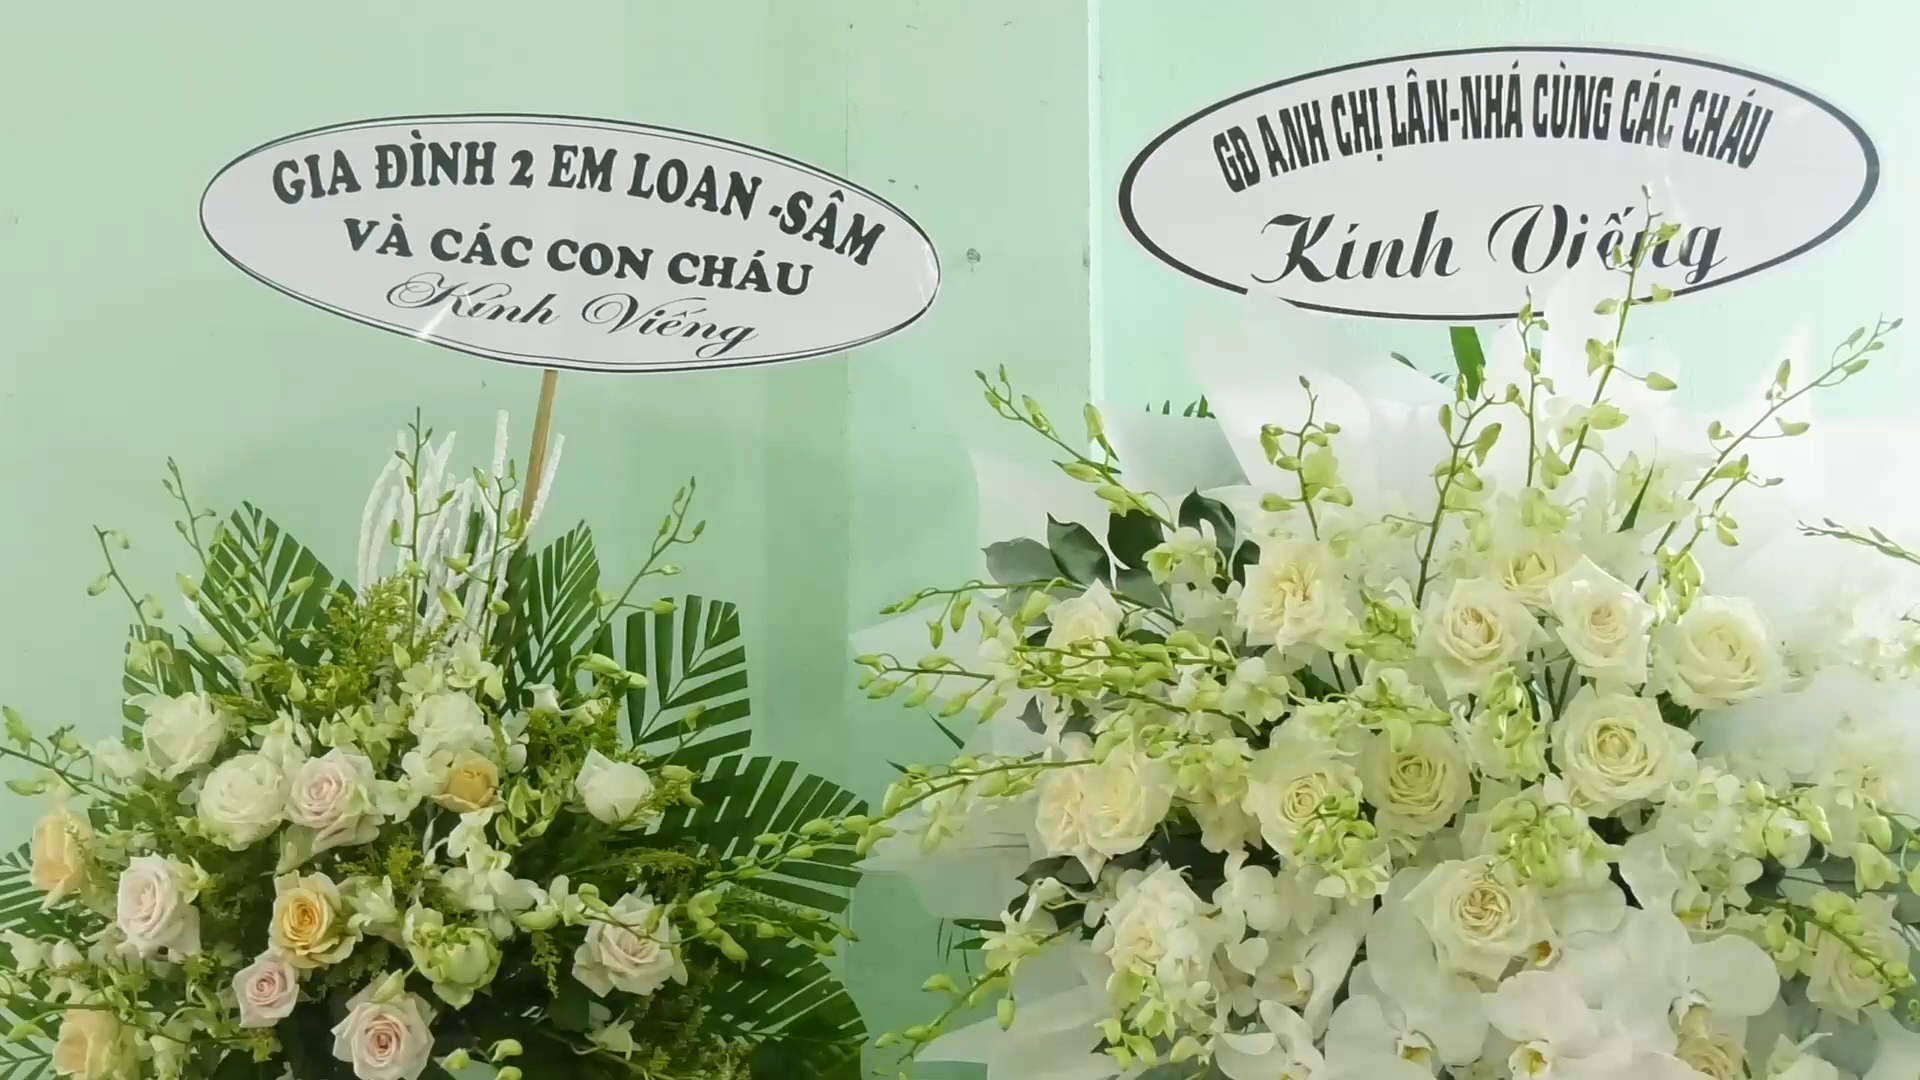 GIA ĐÌNH 2 EM LOAN -SÂM
VÀ CÁC CON CHÁU
Kính Viếng
GĐ ANH CHỊ LÂN-NHÁ CÙNG CÁC CHÁU
Kính Viếng